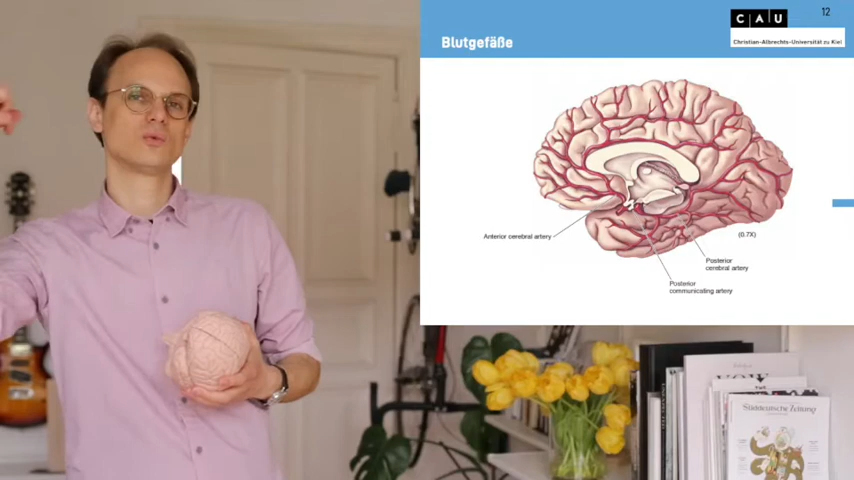 12
C A U
Christian-Albrechts-Universität zu Kiel
Blutgefäße
Anterior cerebral artery
(0.7X)
Posterior
cerebral artery
Posterior
communicating artery
Süddeutsche Zeitung